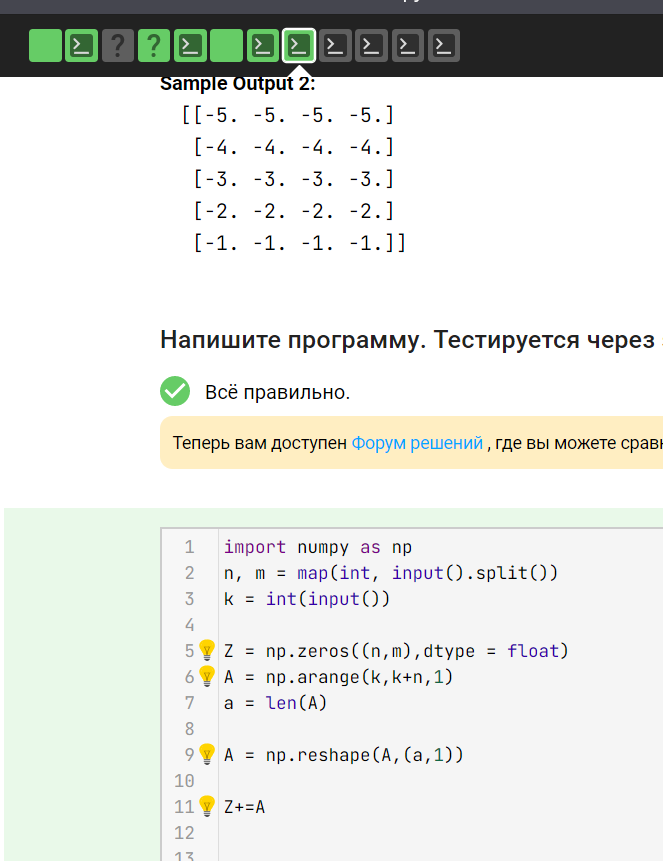 Sample Output 2:
[[-5. -5. -5. -5.]
[-4. -4. -4. -4.]
[-3. -3. -3. -3.]
[-2. -2. -2. -2.]
[-1. -1. -1. -1.]]
Напишите программу. Тестируется через
Всё правильно.
Теперь вам доступен Форум решений , где вы можете срав
1 import numpy as np
2 n, m = map(int, input().split())
3 k = int(input())
4
5 Z = np.zeros((n,m),dtype = float)
6 A = np.arange(k,k+n,1)
7 a = len(A)
8
9 A = np.reshape(A,(a,1))
10
11 Z+=A
12
13